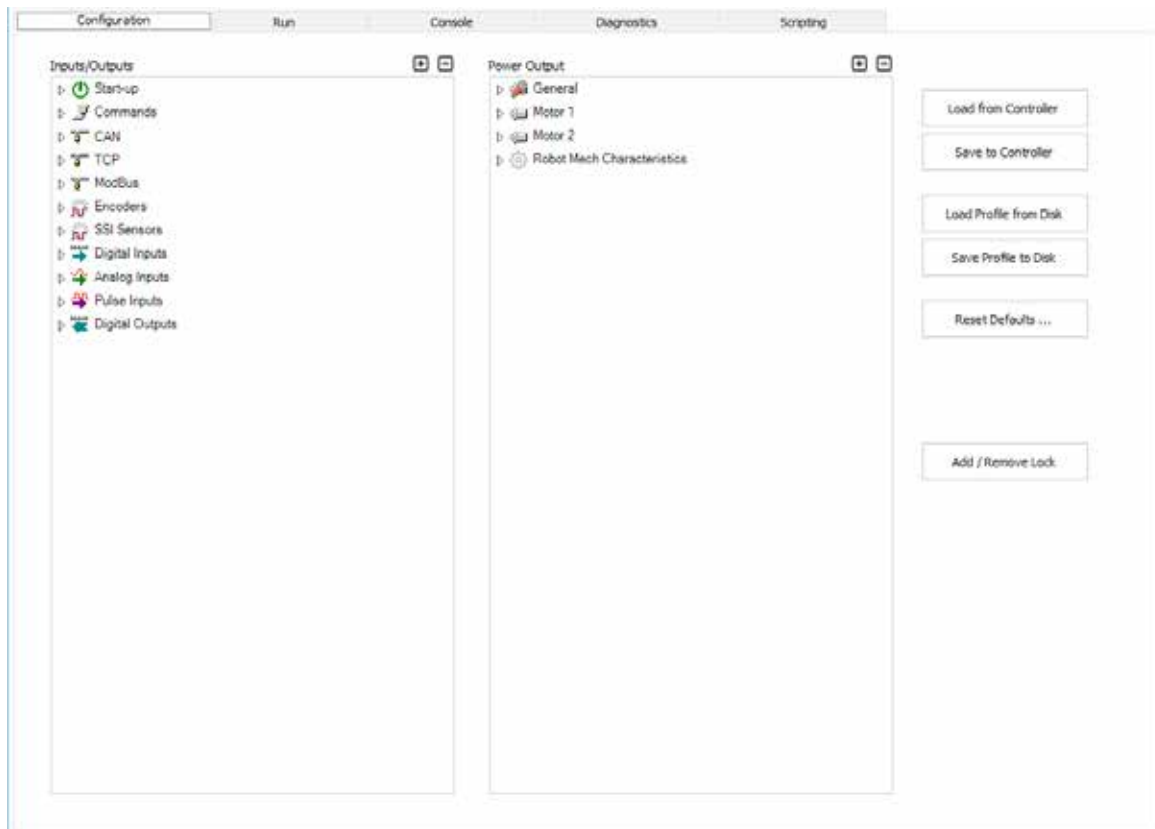 Configuration
Run
Console
Diagnostics
Scripting
Inputs/Outputs
Start-up
Commands
CAN
TCP
ModBus
Encoders
SSI Sensors
Digital Inputs
Analog Inputs
Pulse Inputs
Digital Outputs
Power Output
General
Motor 1
Motor 2
Robot Mech Characteristics
Load from Controller
Save to Controller
Load Profile from Disk
Save Profile to Disk
Reset Defaults ...
Add / Remove Lock